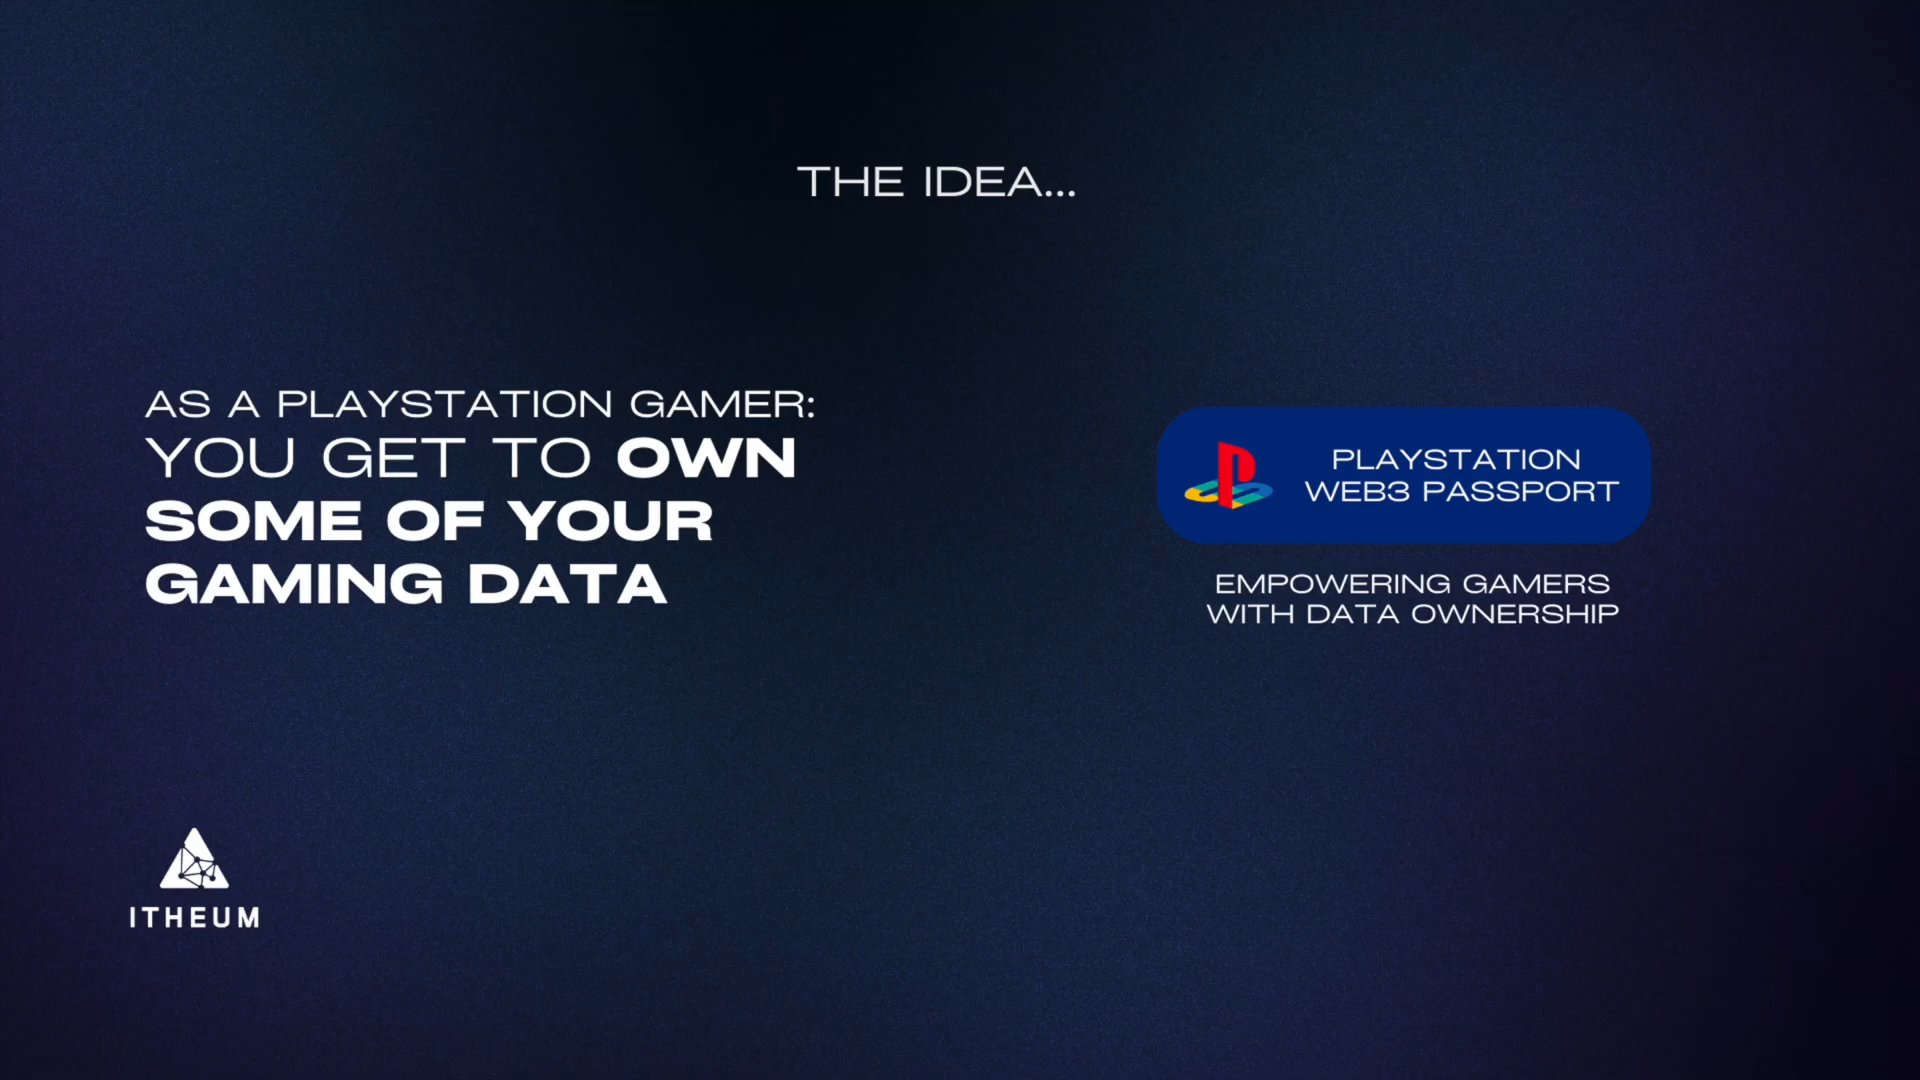 THE IDEA...
AS A PLAYSTATION GAMER:
YOU GET TO OWN
SOME OF YOUR
GAMING DATA
PLAYSTATION
WEB3 PASSPORT
EMPOWERING GAMERS
WITH DATA OWNERSHIP
ITHEUM